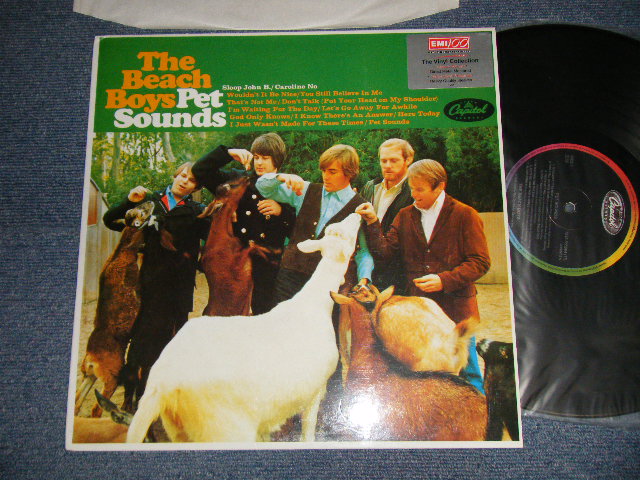 The
Beach
Boys Pet
Sounds
Sloop John B./Caroline No
Wouldn't It Be Nice/You Still Believe In Me
That's Not Me/Don't Talk (Put Your Head on My Shoulder)
I'm Waiting For The Day/Let's Go Away For Awhile
God Only Knows/I Know There's An Answer/Here Today
I Just Wasn't Made For These Times/Pet Sounds
EMI 100
The Vinyl Collection
Capitol
Capitol